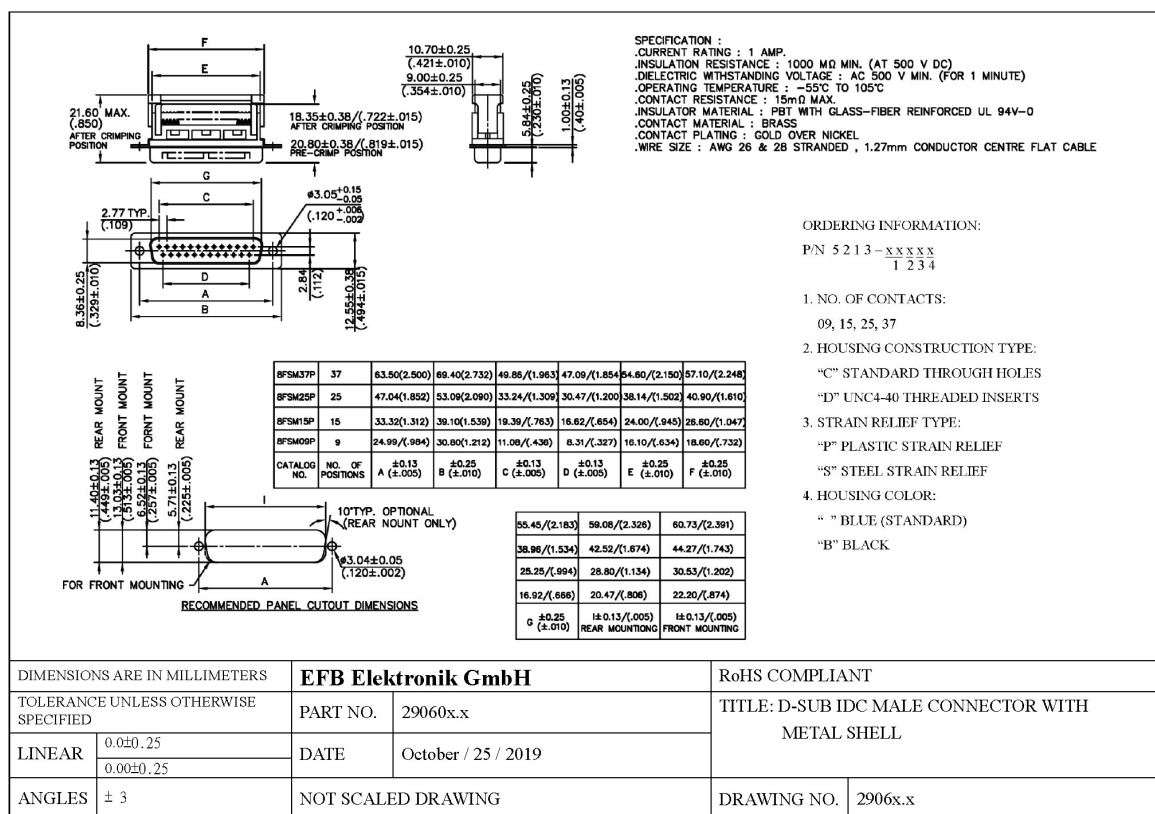 F
E
21.60 MAX.
(.850)
AFTER CRIMPING
POSITION
18.35±0.38/(.722±.015)
AFTER CRIMPING POSITION
20.80±0.38/(.819±.015)
PRE-CRIMP POSITION
10.70±0.25
(.421±.010)
9.00±0.25
(.354±.010)
5.84±0.25
(.230±.010)
1.00±0.13
(.40±.005)
SPECIFICATION :
.CURRENT RATING : 1 AMP.
.INSULATION RESISTANCE : 1000 MΩ MIN. (AT 500 V DC)
.DIELECTRIC WITHSTANDING VOLTAGE : AC 500 V MIN. (FOR 1 MINUTE)
.OPERATING TEMPERATURE : -55℃ TO 105℃
.CONTACT RESISTANCE : 15mΩ MAX.
.INSULATOR MATERIAL : PBT WITH GLASS-FIBER REINFORCED UL 94V-0
.CONTACT MATERIAL : BRASS
.CONTACT PLATING : GOLD OVER NICKEL
.WIRE SIZE : AWG 26 & 28 STRANDED , 1.27mm CONDUCTOR CENTRE FLAT CABLE
G
C
2.77 TYP.
(.109)
ø3.05 +0.15 -0.05
(.120 +.006 -.002)
8.36±0.25
(.329±.010)
D
A
B
2.84
(.112)
12.55±0.38
(.494±.015)
ORDERING INFORMATION:
P/N 5 2 1 3 - x x x x x
1 2 3 4
1. NO. OF CONTACTS:
09, 15, 25, 37
2. HOUSING CONSTRUCTION TYPE:
“C” STANDARD THROUGH HOLES
“D” UNC4-40 THREADED INSERTS
3. STRAIN RELIEF TYPE:
“P” PLASTIC STRAIN RELIEF
“S” STEEL STRAIN RELIEF
4. HOUSING COLOR:
“ ” BLUE (STANDARD)
“B” BLACK
8FSM37P 37 63.50(2.500) 69.40(2.732) 49.86/(1.963) 47.09/(1.854) 54.60/(2.150) 57.10/(2.248)
8FSM25P 25 47.04(1.852) 53.09(2.090) 33.24/(1.309) 30.47/(1.200) 38.14/(1.502) 40.90/(1.610)
8FSM15P 15 33.32(1.312) 39.10(1.539) 19.39/(.763) 16.62/(.654) 24.00/(.945) 26.60/(1.047)
8FSM09P 9 24.99/(.984) 30.80(1.212) 11.08/(.436) 8.31/(.327) 16.10/(.634) 18.60/(.732)
CATALOG NO. NO. OF POSITIONS A ±0.13 (±.005) B ±0.25 (±.010) C ±0.13 (±.005) D ±0.13 (±.005) E ±0.25 (±.010) F ±0.25 (±.010)
11.40±0.13 REAR MOUNT
(.449±.005)
13.03±0.13 FRONT MOUNT
(.513±.005)
6.52±0.13 FORNT MOUNT
(.257±.005)
5.71±0.13 REAR MOUNT
(.225±.005)
I
10°TYP. OPTIONAL
(REAR NOUNT ONLY)
ø3.04±0.05
(.120±.002)
FOR FRONT MOUNTING
A
RECOMMENDED PANEL CUTOUT DIMENSIONS
55.45/(2.183) 59.08/(2.326) 60.73/(2.391)
38.96/(1.534) 42.52/(1.674) 44.27/(1.743)
25.25/(.994) 28.80/(1.134) 30.53/(1.202)
16.92/(.666) 20.47/(.806) 22.20/(.874)
G ±0.25 (±.010) I±0.13/(.005) REAR MOUNTIONG I±0.13/(.005) FRONT MOUNTING
DIMENSIONS ARE IN MILLIMETERS
TOLERANCE UNLESS OTHERWISE
SPECIFIED
LINEAR 0.0±0.25
0.00±0.25
ANGLES ± 3
EFB Elektronik GmbH
PART NO. 29060x.x
DATE October / 25 / 2019
NOT SCALED DRAWING
RoHS COMPLIANT
TITLE: D-SUB IDC MALE CONNECTOR WITH
METAL SHELL
DRAWING NO. 2906x.x